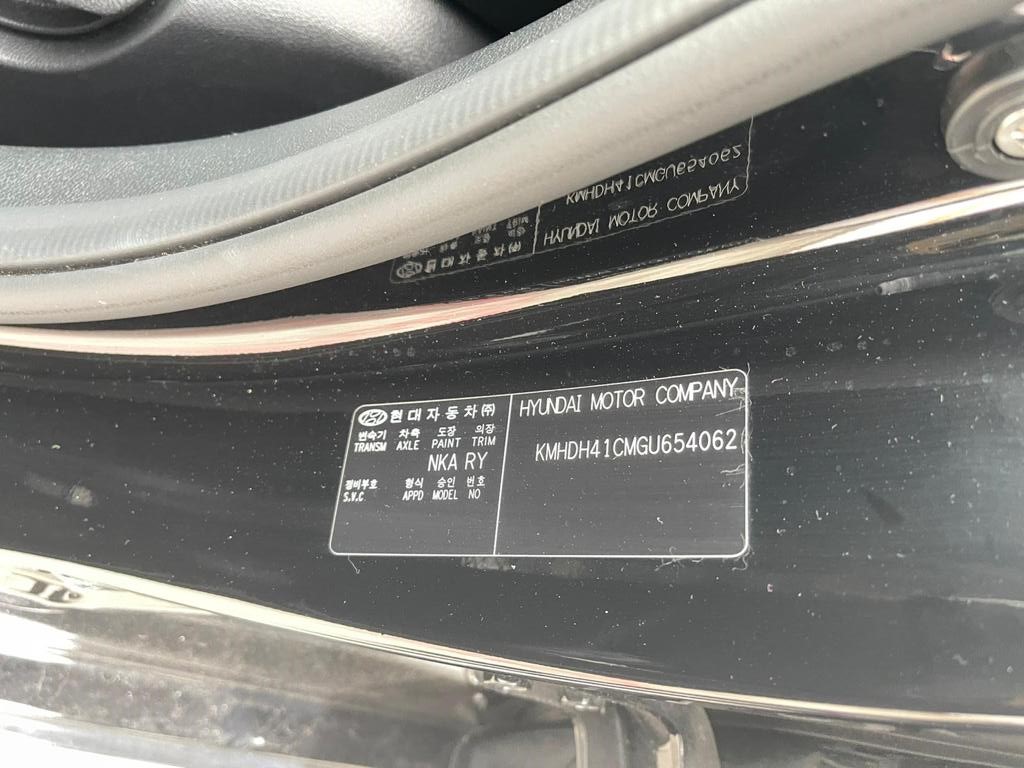 현대자동차㈜
변속기 차축 도장 의장
TRANSM AXLE PAINT TRIM
NKA RY
정비부호 형식 승인 번호
S.V.C APPD MODEL NO
HYUNDAI MOTOR COMPANY
KMHDH41CMGU654062